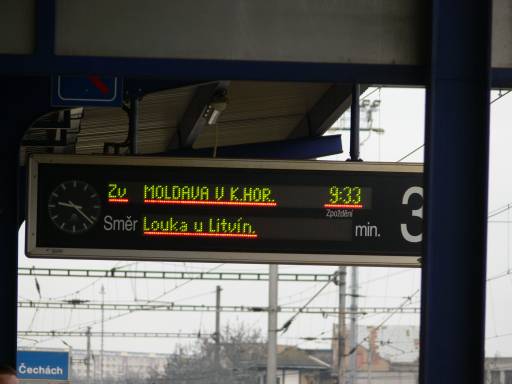 Zv MOLDAVA V K.HOR. 9:33
Zpoždění
Směr Louka u Litvín. min. 3
Čechách